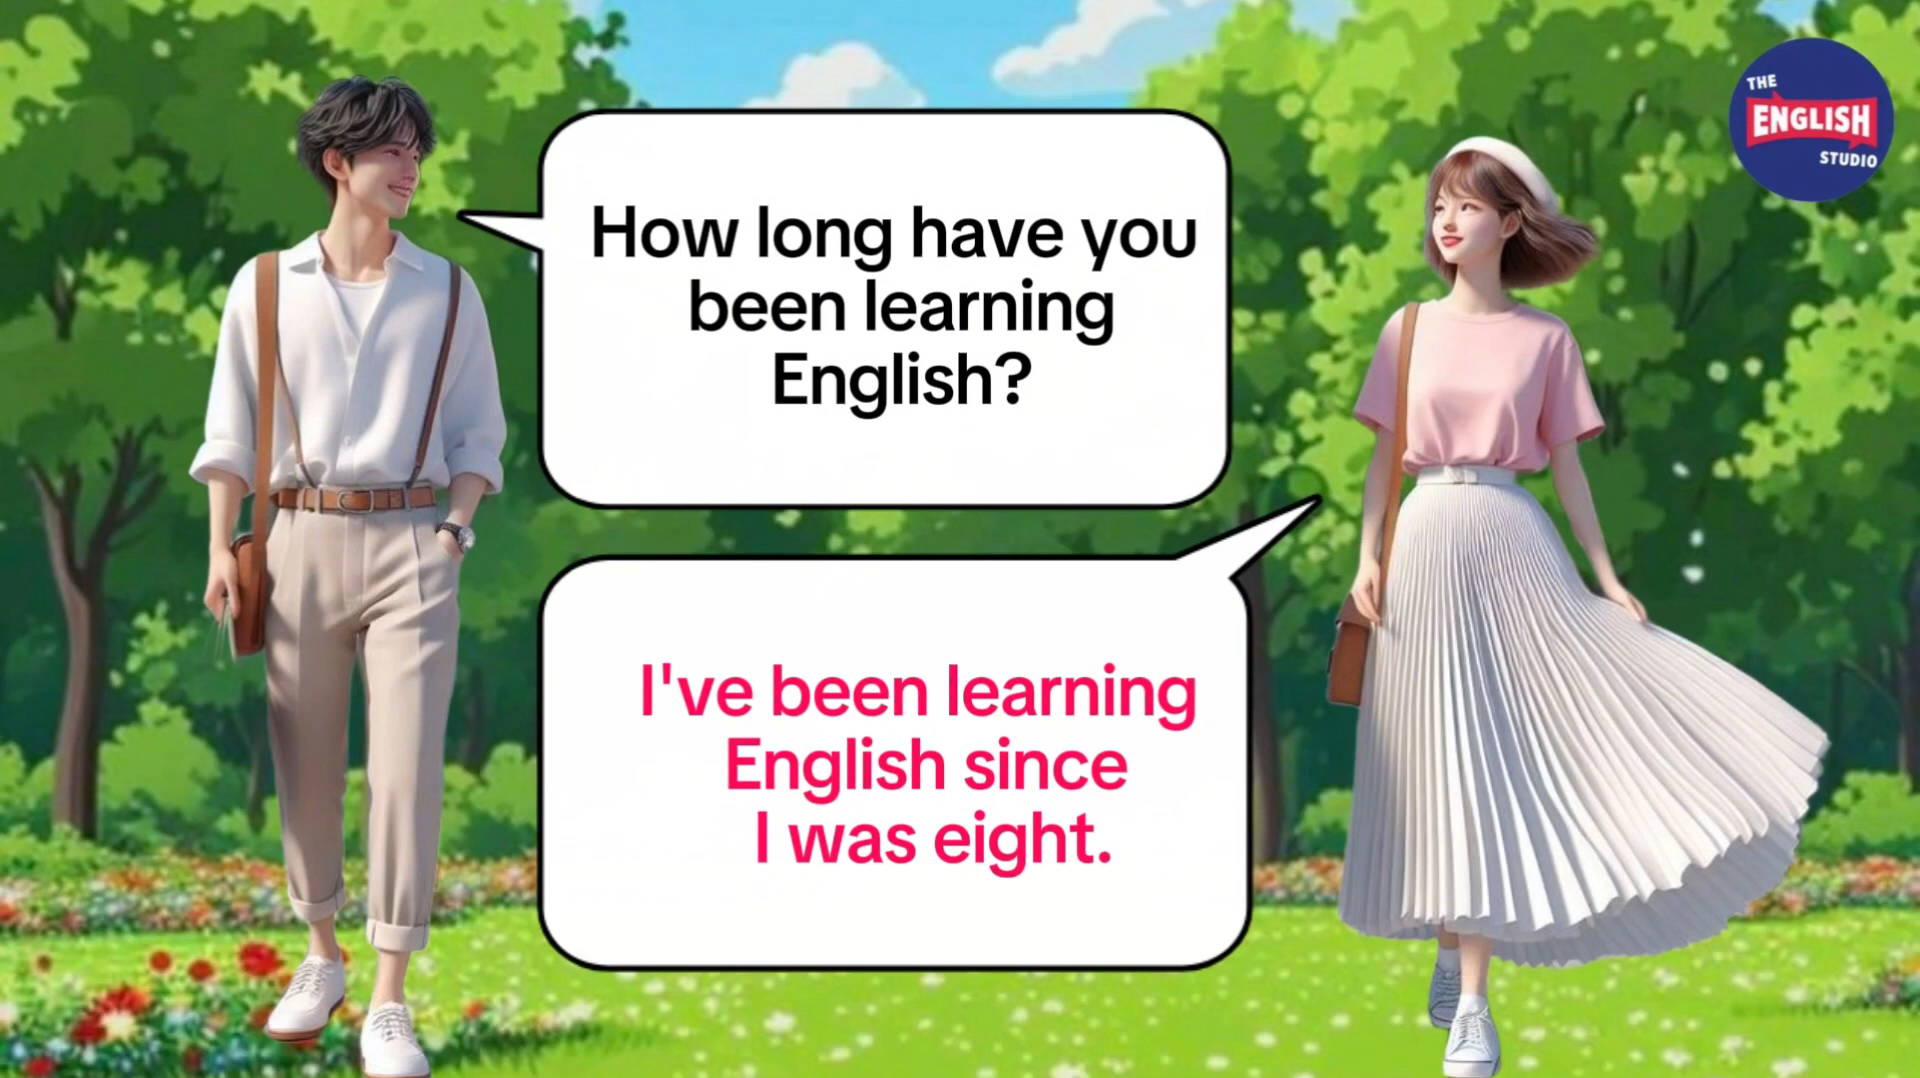 THE
ENGLISH
STUDIO
How long have you
been learning
English?
I've been learning
English since
I was eight.